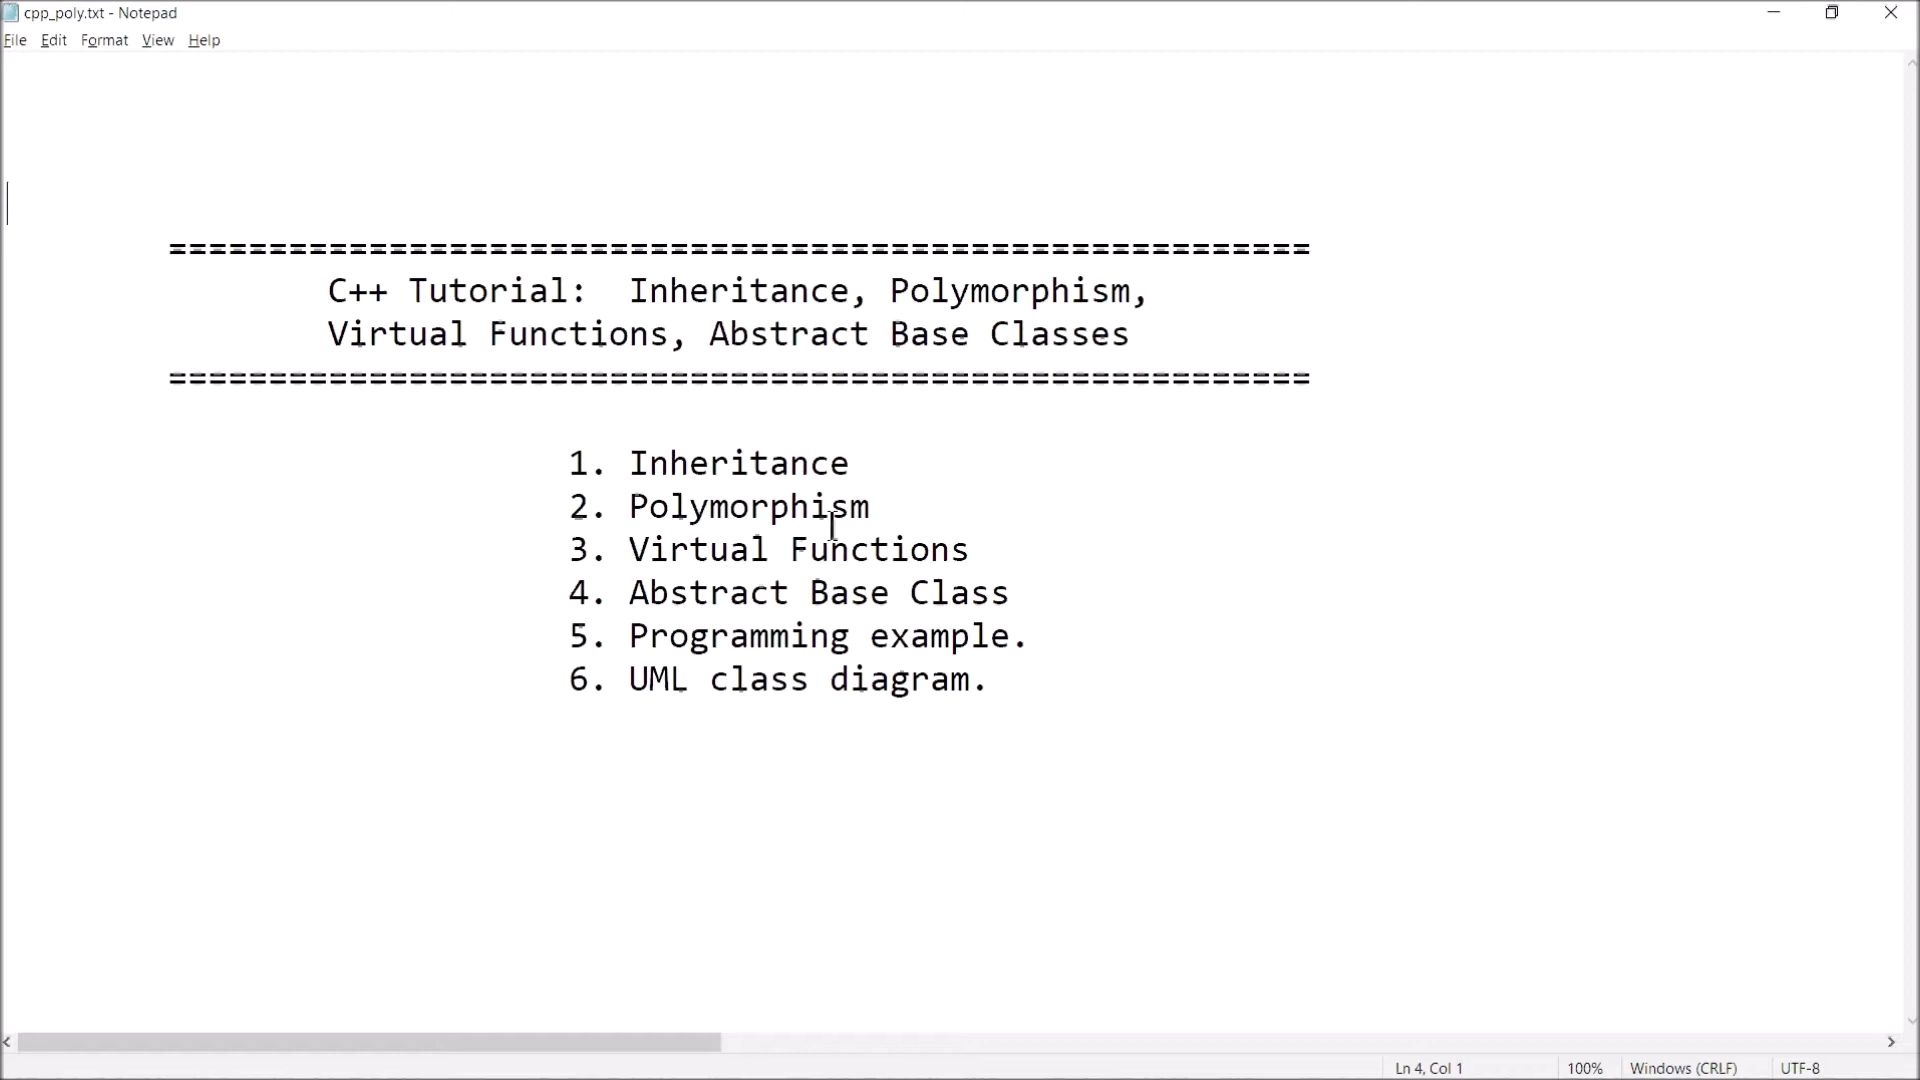 cpp_poly.txt - Notepad
File Edit Format View Help
=========================================================
C++ Tutorial:  Inheritance, Polymorphism,
Virtual Functions, Abstract Base Classes
=========================================================
1. Inheritance
2. Polymorphism
3. Virtual Functions
4. Abstract Base Class
5. Programming example.
6. UML class diagram.
Ln 4, Col 1 100% Windows (CRLF) UTF-8